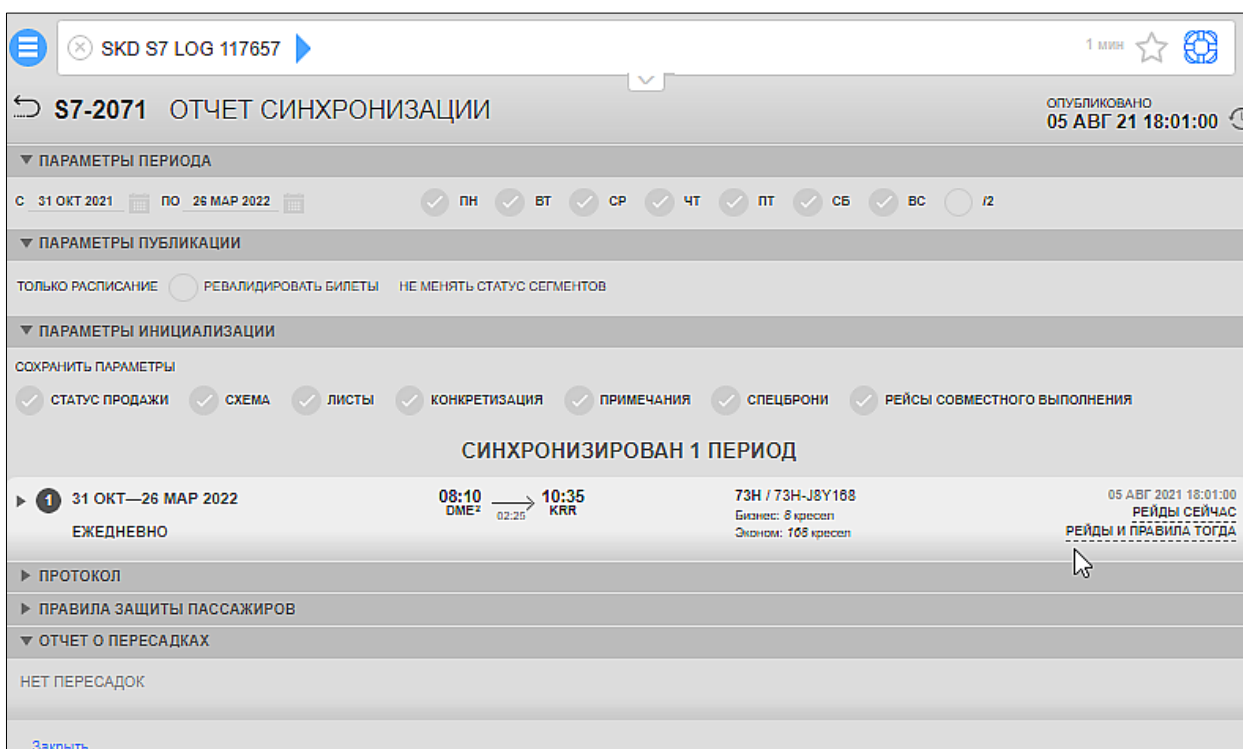 SKD S7 LOG 117657
1 мин
S7-2071 ОТЧЕТ СИНХРОНИЗАЦИИ
ОПУБЛИКОВАНО
05 АВГ 21 18:01:00
ПАРАМЕТРЫ ПЕРИОДА
С 31 ОКТ 2021 ПО 26 МАР 2022 ПН ВТ СР ЧТ ПТ СБ ВС /2
ПАРАМЕТРЫ ПУБЛИКАЦИИ
ТОЛЬКО РАСПИСАНИЕ РЕВАЛИДИРОВАТЬ БИЛЕТЫ НЕ МЕНЯТЬ СТАТУС СЕГМЕНТОВ
ПАРАМЕТРЫ ИНИЦИАЛИЗАЦИИ
СОХРАНИТЬ ПАРАМЕТРЫ
СТАТУС ПРОДАЖИ СХЕМА ЛИСТЫ КОНКРЕТИЗАЦИЯ ПРИМЕЧАНИЯ СПЕЦБРОНИ РЕЙСЫ СОВМЕСТНОГО ВЫПОЛНЕНИЯ
СИНХРОНИЗИРОВАН 1 ПЕРИОД
1 31 ОКТ—26 МАР 2022 08:10 10:35 73H / 73H-J8Y168 05 АВГ 2021 18:01:00
DME² 02:25 KRR Бизнес: 8 кресел РЕЙДЫ СЕЙЧАС
ЕЖЕДНЕВНО Эконом: 168 кресел РЕЙДЫ И ПРАВИЛА ТОГДА
ПРОТОКОЛ
ПРАВИЛА ЗАЩИТЫ ПАССАЖИРОВ
ОТЧЕТ О ПЕРЕСАДКАХ
НЕТ ПЕРЕСАДОК
Закрыть